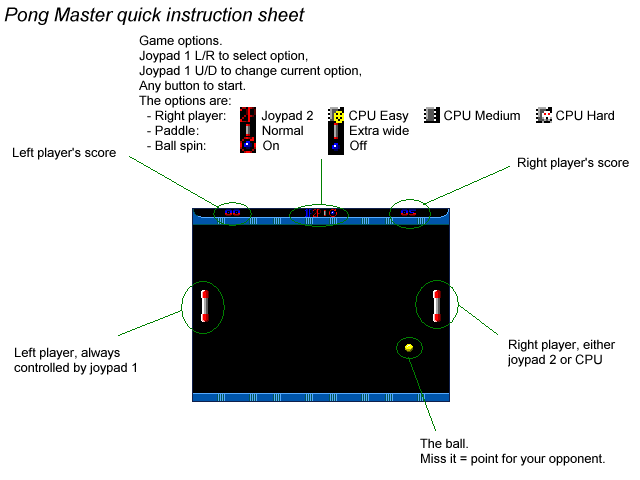 Pong Master quick instruction sheet
Game options.
Joypad 1 L/R to select option,
Joypad 1 U/D to change current option,
Any button to start.
The options are:
- Right player: Joypad 2 CPU Easy CPU Medium CPU Hard
- Paddle: Normal Extra wide
- Ball spin: On Off
Left player's score
Right player's score
Left player, always
controlled by joypad 1
Right player, either
joypad 2 or CPU
The ball.
Miss it = point for your opponent.